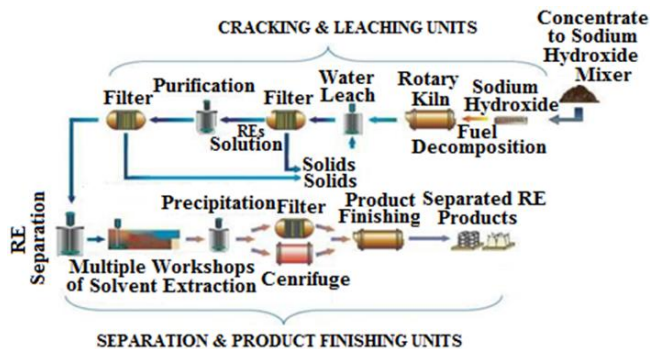 CRACKING & LEACHING UNITS
Concentrate
to Sodium
Hydroxide
Mixer
Sodium
Hydroxide
Fuel
Decomposition
Rotary
Kiln
Water
Leach
Filter
REs
Solution
Purification
Filter
Solids
Solids
RE
Separation
Multiple Workshops
of Solvent Extraction
Precipitation
Filter
Cenrifuge
Product
Finishing
Separated RE
Products
SEPARATION & PRODUCT FINISHING UNITS